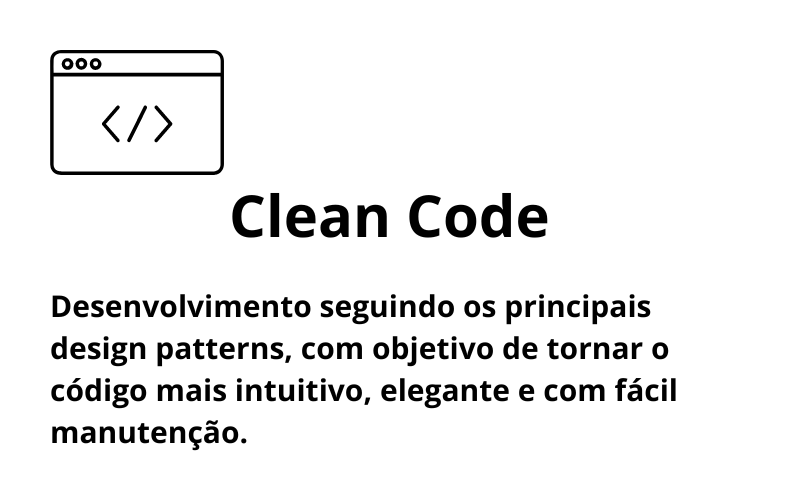 </>
Clean Code
Desenvolvimento seguindo os principais
design patterns, com objetivo de tornar o
código mais intuitivo, elegante e com fácil
manutenção.